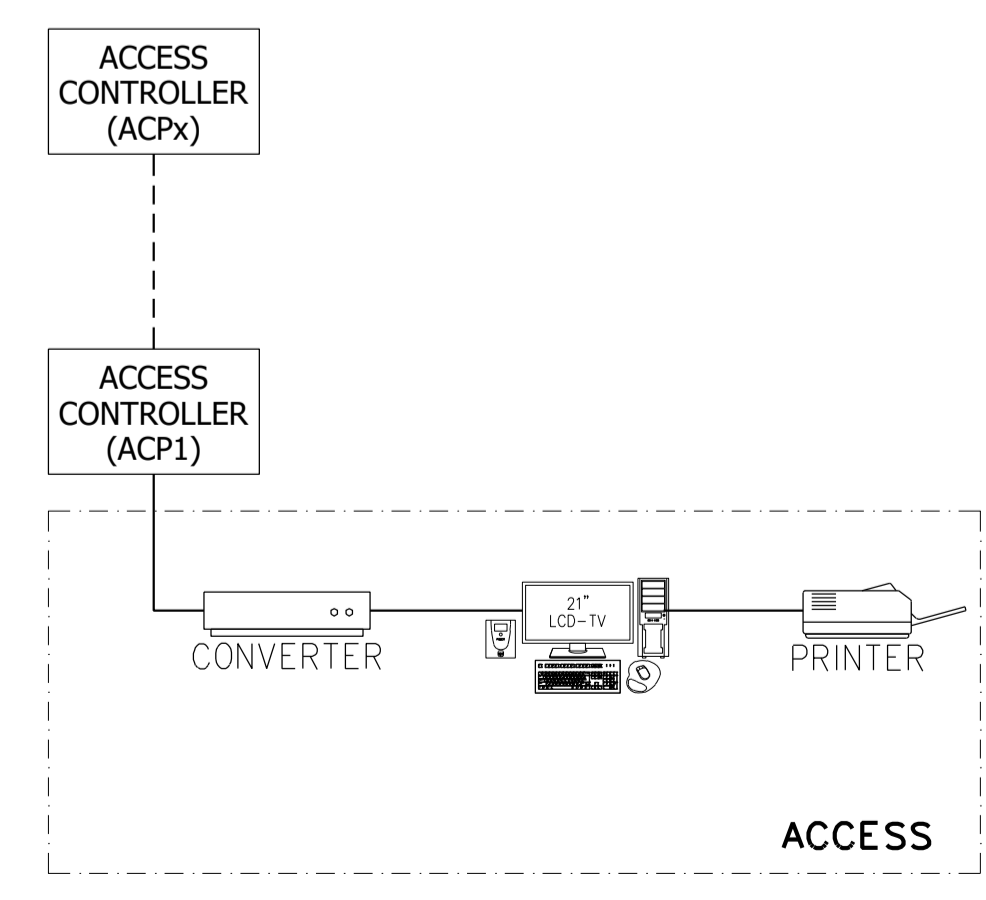 ACCESS
CONTROLLER
(ACPx)
ACCESS
CONTROLLER
(ACP1)
21"
LCD-TV
CONVERTER
PRINTER
ACCESS